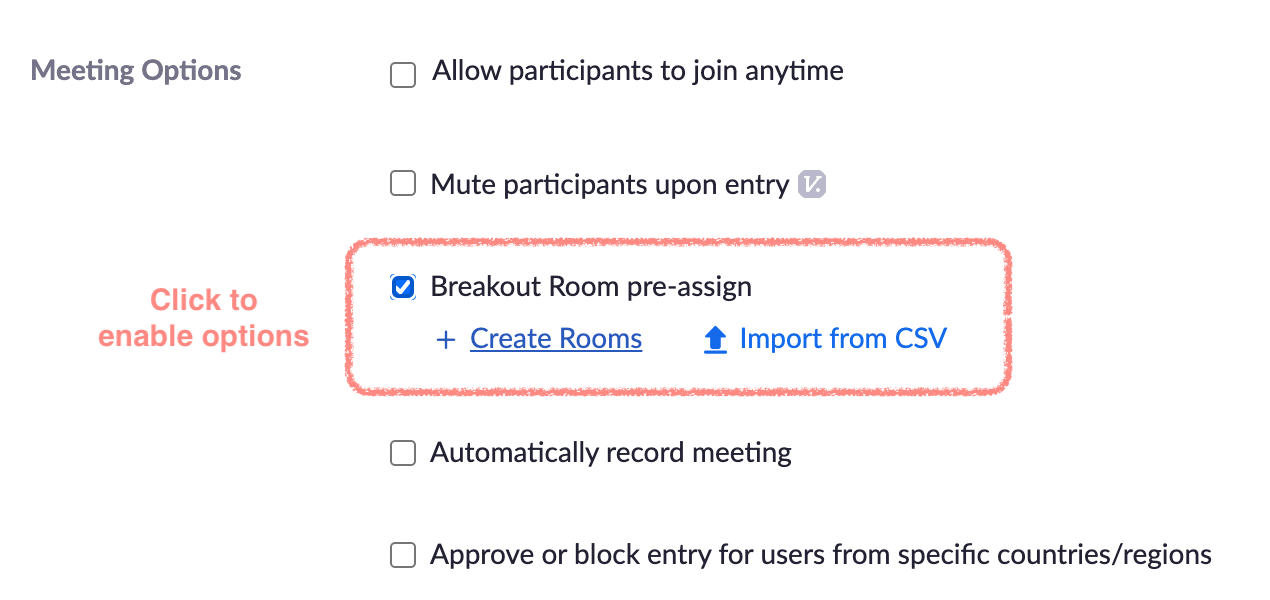 Meeting Options
Allow participants to join anytime
Mute participants upon entry V.
Breakout Room pre-assign
Click to
enable options
+ Create Rooms
Import from CSV
Automatically record meeting
Approve or block entry for users from specific countries/regions